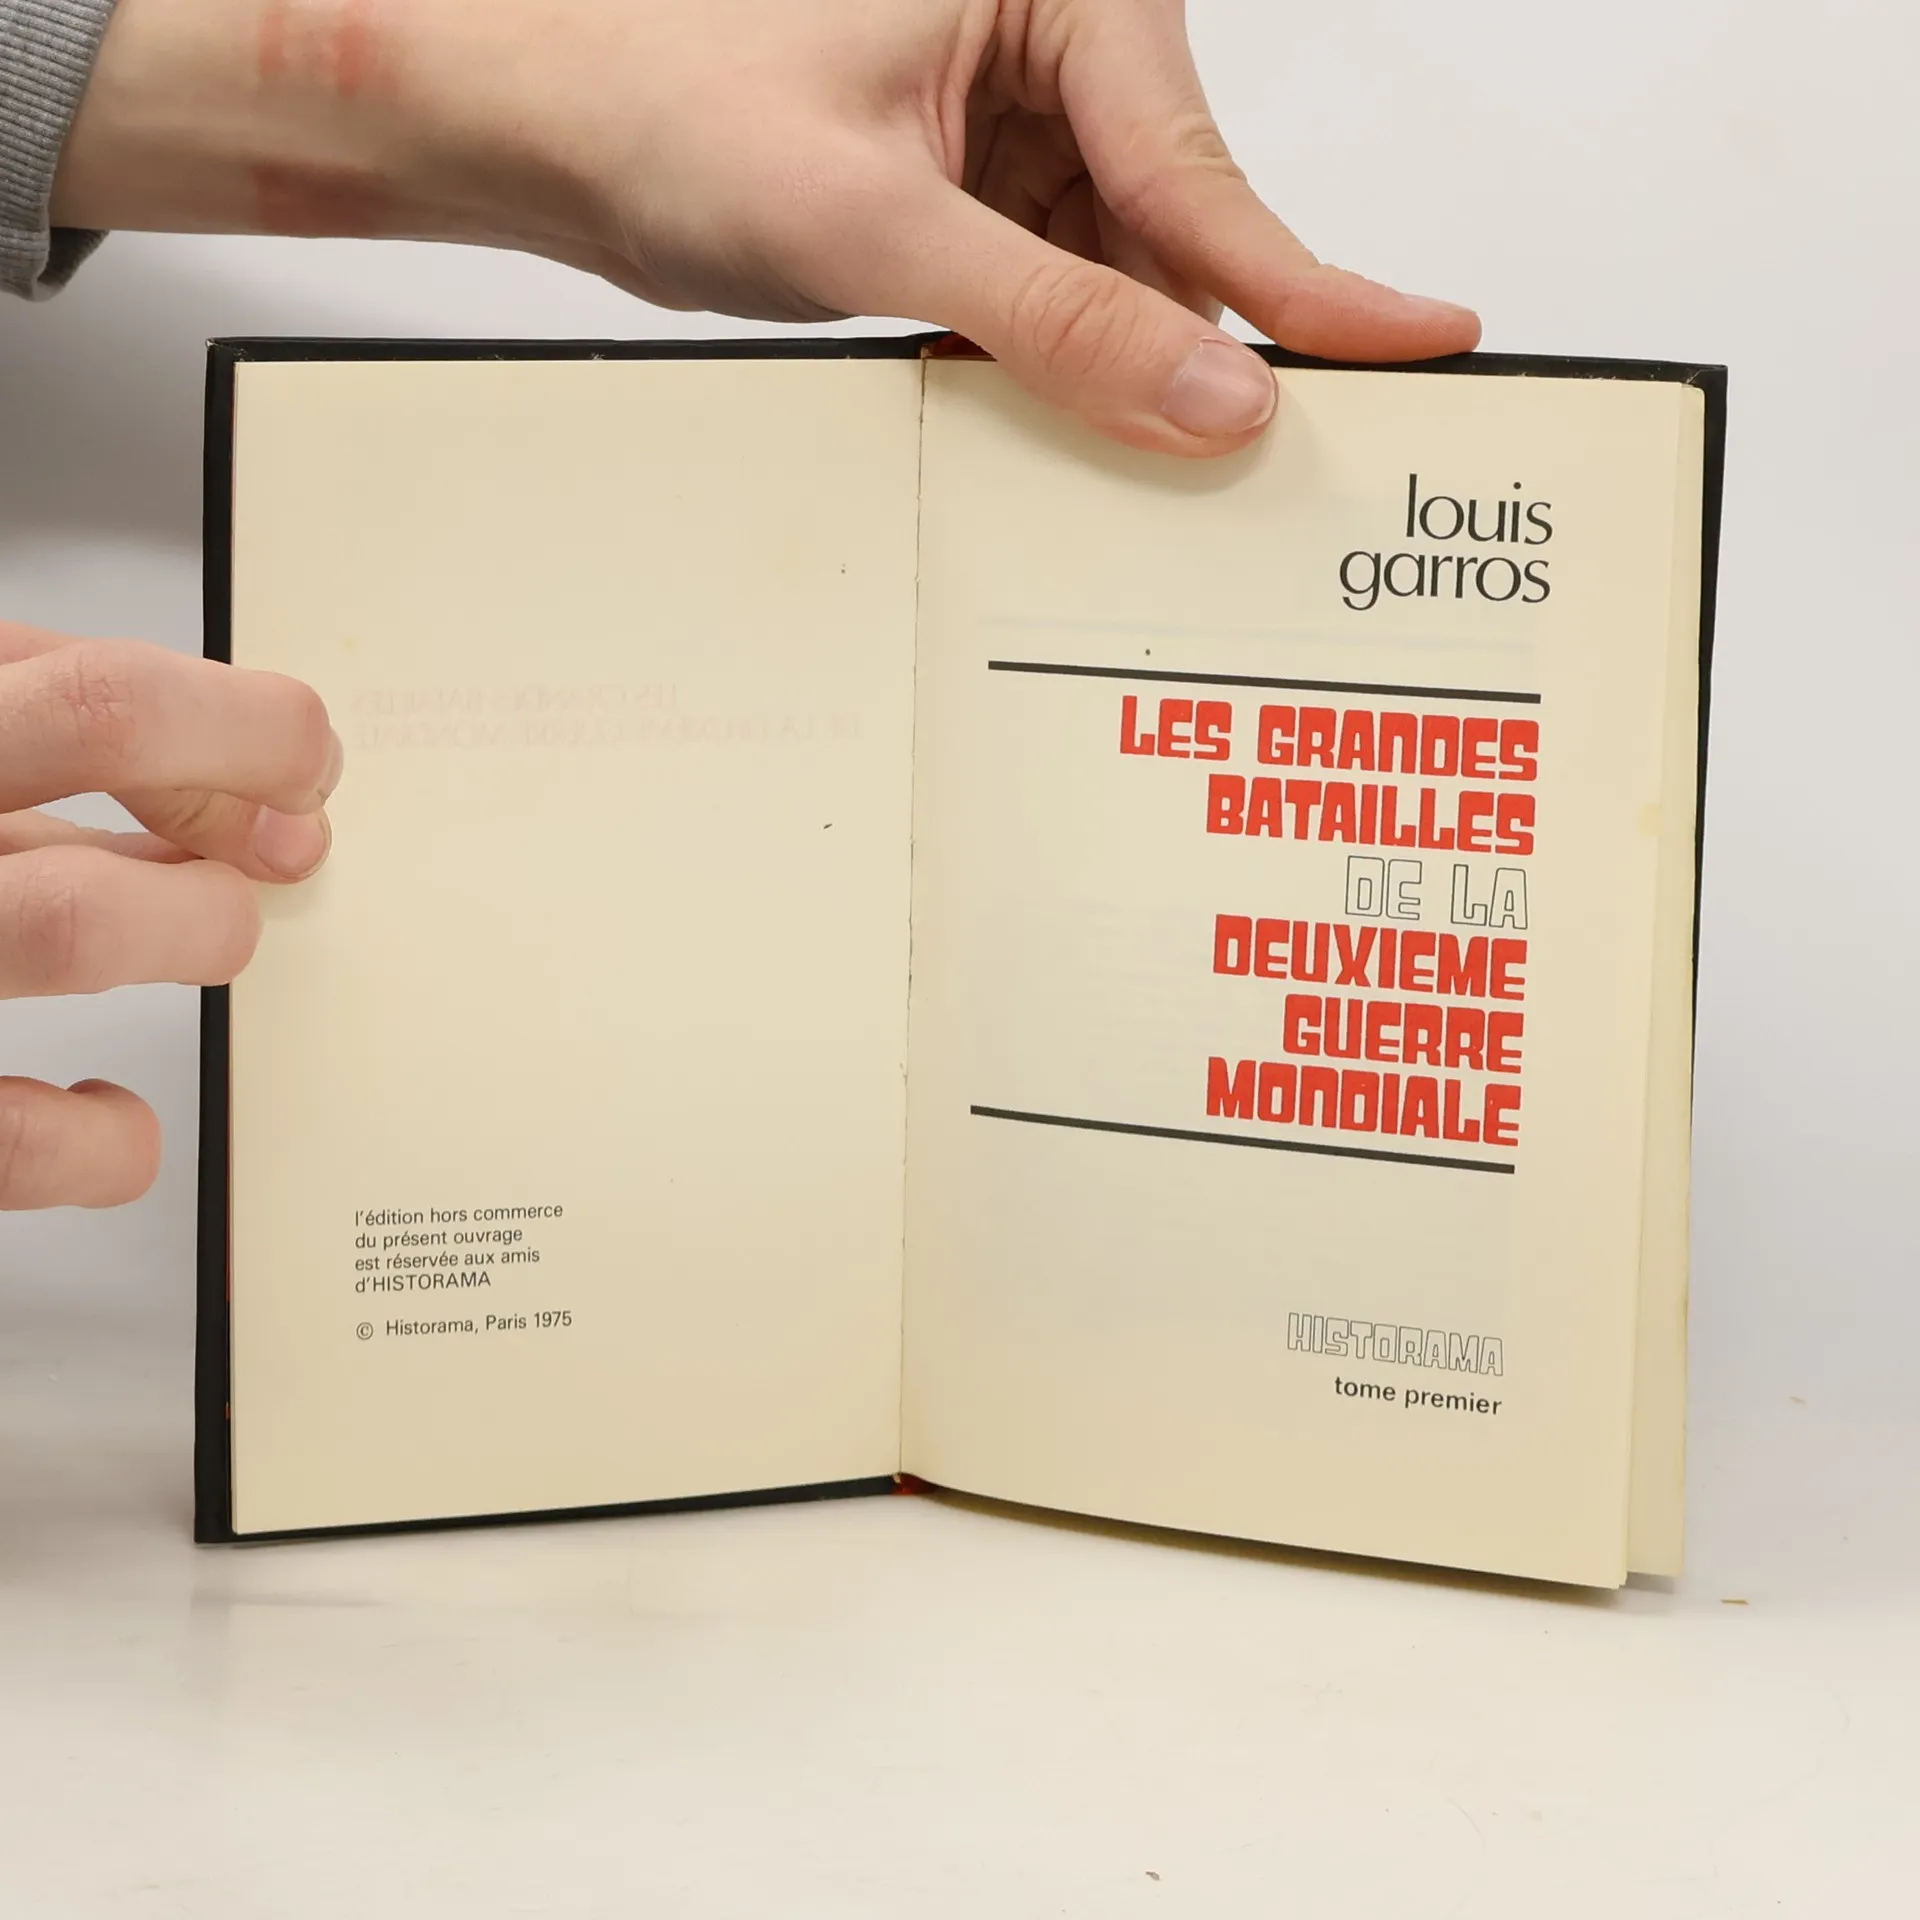 l'édition hors commerce
du présent ouvrage
est réservée aux amis
d'HISTORAMA
© Historama, Paris 1975
louis
garros
LES GRANDES
BATAILLES
DE LA
DEUXIEME
GUERRE
MONDIALE
HISTORAMA
tome premier